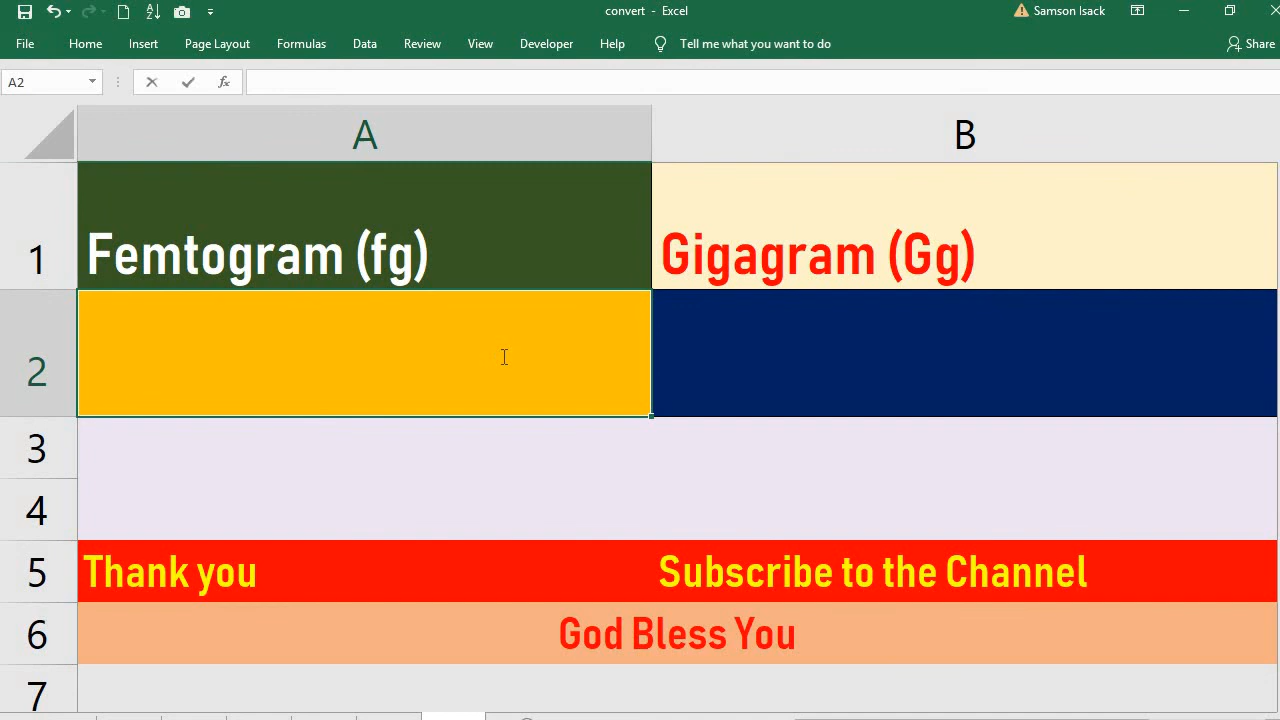 convert - Excel
Samson Isack
File Home Insert Page Layout Formulas Data Review View Developer Help Tell me what you want to do Share
A2 fx
A B
1 Femtogram (fg) Gigagram (Gg)
2
3
4
5 Thank you Subscribe to the Channel
6 God Bless You
7